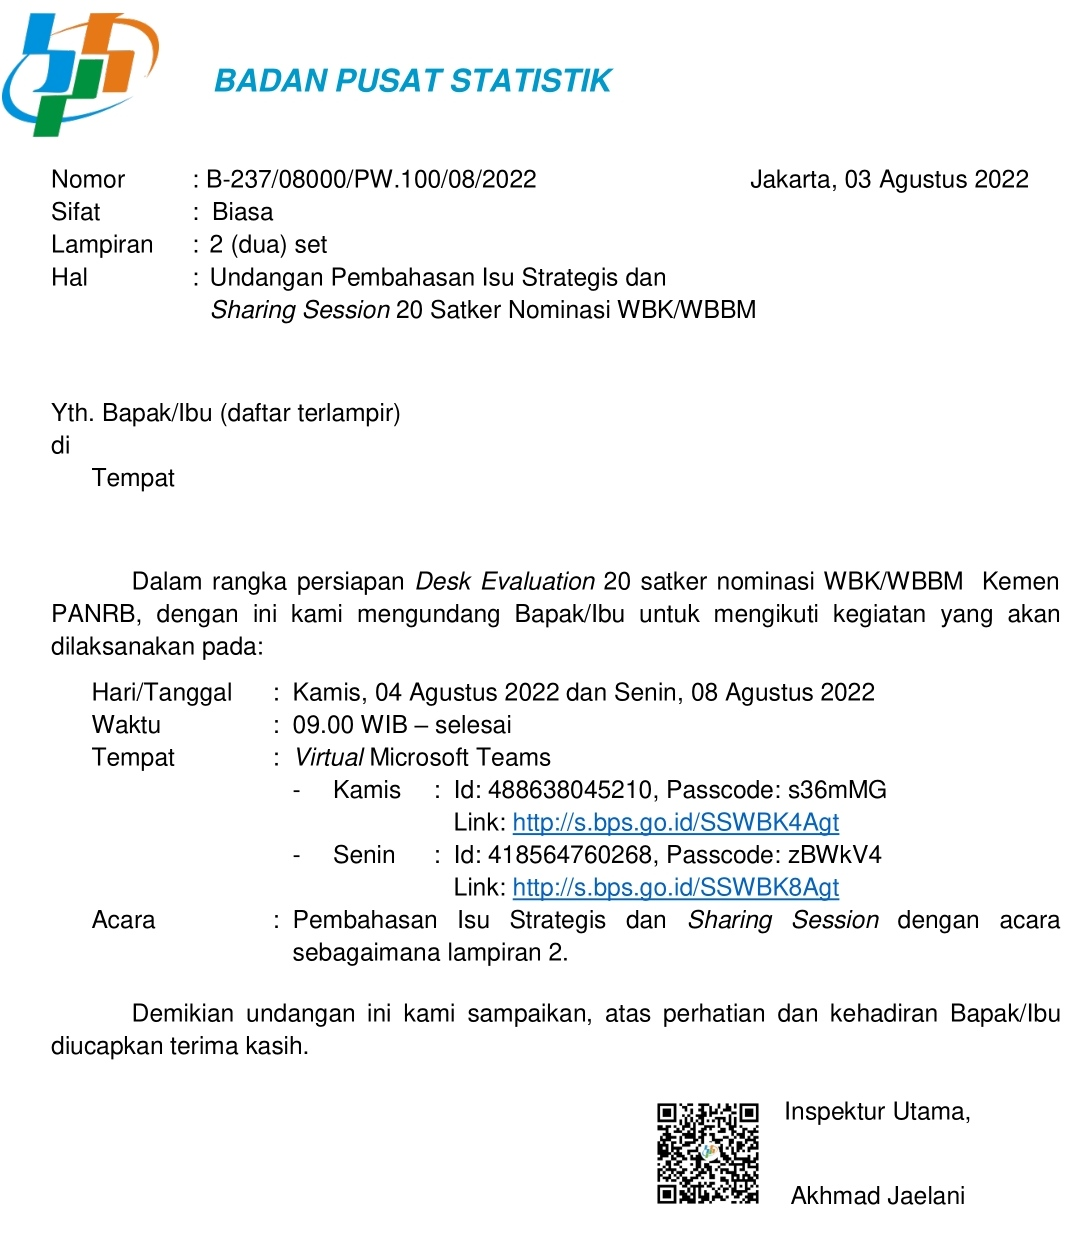 BADAN PUSAT STATISTIK
Nomor : B-237/08000/PW.100/08/2022 Jakarta, 03 Agustus 2022
Sifat : Biasa
Lampiran : 2 (dua) set
Hal : Undangan Pembahasan Isu Strategis dan
Sharing Session 20 Satker Nominasi WBK/WBBM
Yth. Bapak/Ibu (daftar terlampir)
di
Tempat
Dalam rangka persiapan Desk Evaluation 20 satker nominasi WBK/WBBM Kemen
PANRB, dengan ini kami mengundang Bapak/Ibu untuk mengikuti kegiatan yang akan
dilaksanakan pada:
Hari/Tanggal : Kamis, 04 Agustus 2022 dan Senin, 08 Agustus 2022
Waktu : 09.00 WIB – selesai
Tempat : Virtual Microsoft Teams
- Kamis : Id: 488638045210, Passcode: s36mMG
Link: http://s.bps.go.id/SSWBK4Agt
- Senin : Id: 418564760268, Passcode: zBWkV4
Link: http://s.bps.go.id/SSWBK8Agt
Acara : Pembahasan Isu Strategis dan Sharing Session dengan acara
sebagaimana lampiran 2.
Demikian undangan ini kami sampaikan, atas perhatian dan kehadiran Bapak/Ibu
diucapkan terima kasih.
Inspektur Utama,
Akhmad Jaelani